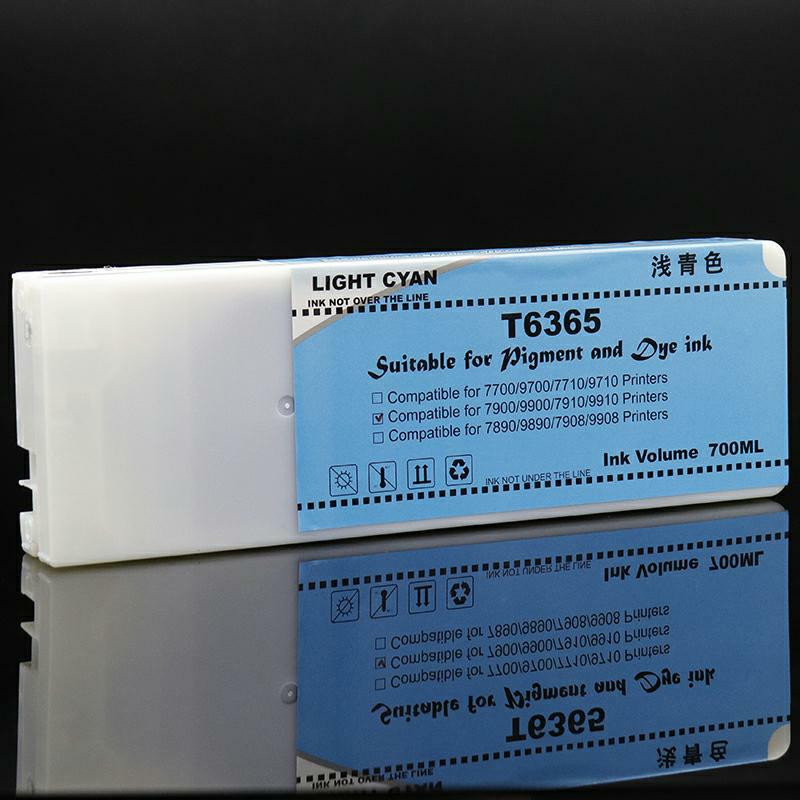 LIGHT CYAN
浅青色
INK NOT OVER THE LINE
T6365
Suitable for Pigment and Dye ink
Compatible for 7700/9700/7710/9710 Printers
Compatible for 7900/9900/7910/9910 Printers
Compatible for 7890/9890/7908/9908 Printers
Ink Volume 700ML
INK NOT UNDER THE LINE